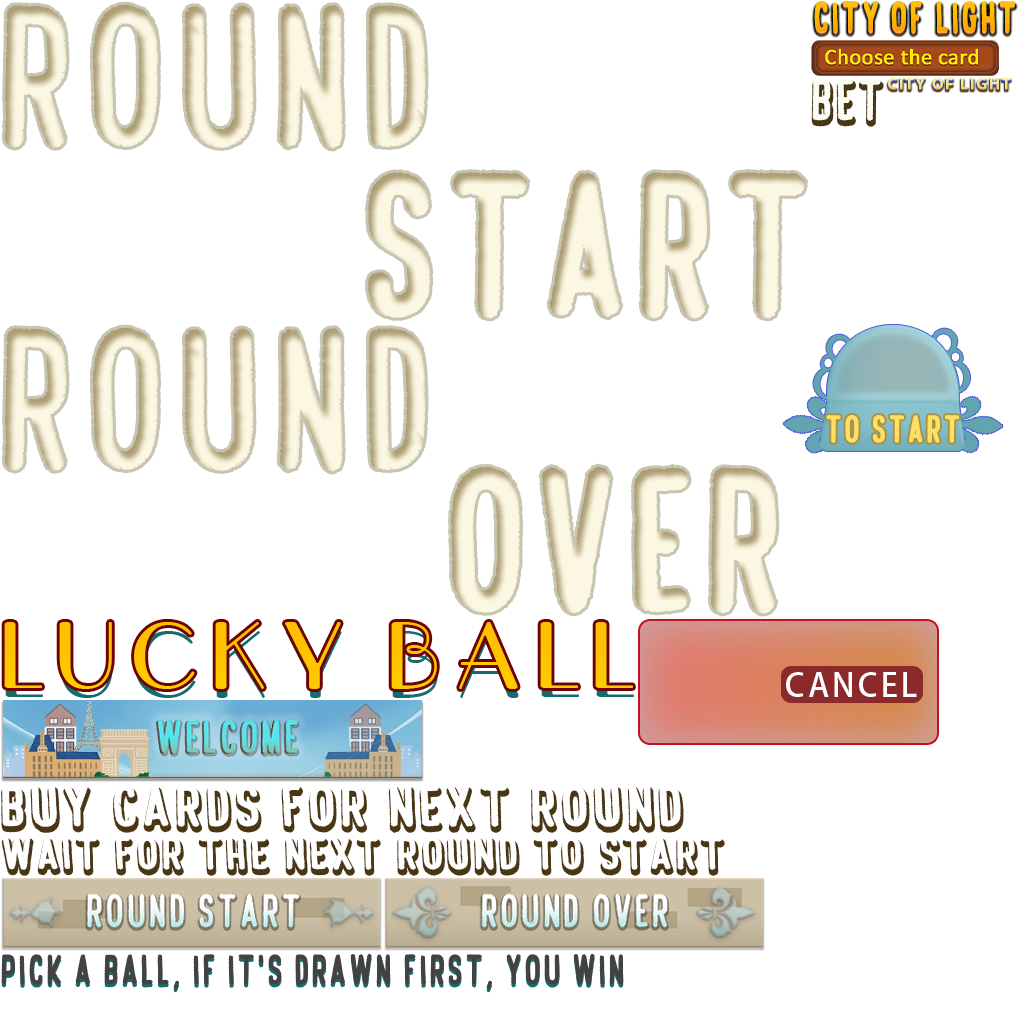 ROUND
CITY OF LIGHT
Choose the card
CITY OF LIGHT
BET
START
ROUND
TO START
OVER
LUCKY BALL
CANCEL
WELCOME
BUY CARDS FOR NEXT ROUND
WAIT FOR THE NEXT ROUND TO START
ROUND START
ROUND OVER
PICK A BALL, IF IT'S DRAWN FIRST, YOU WIN